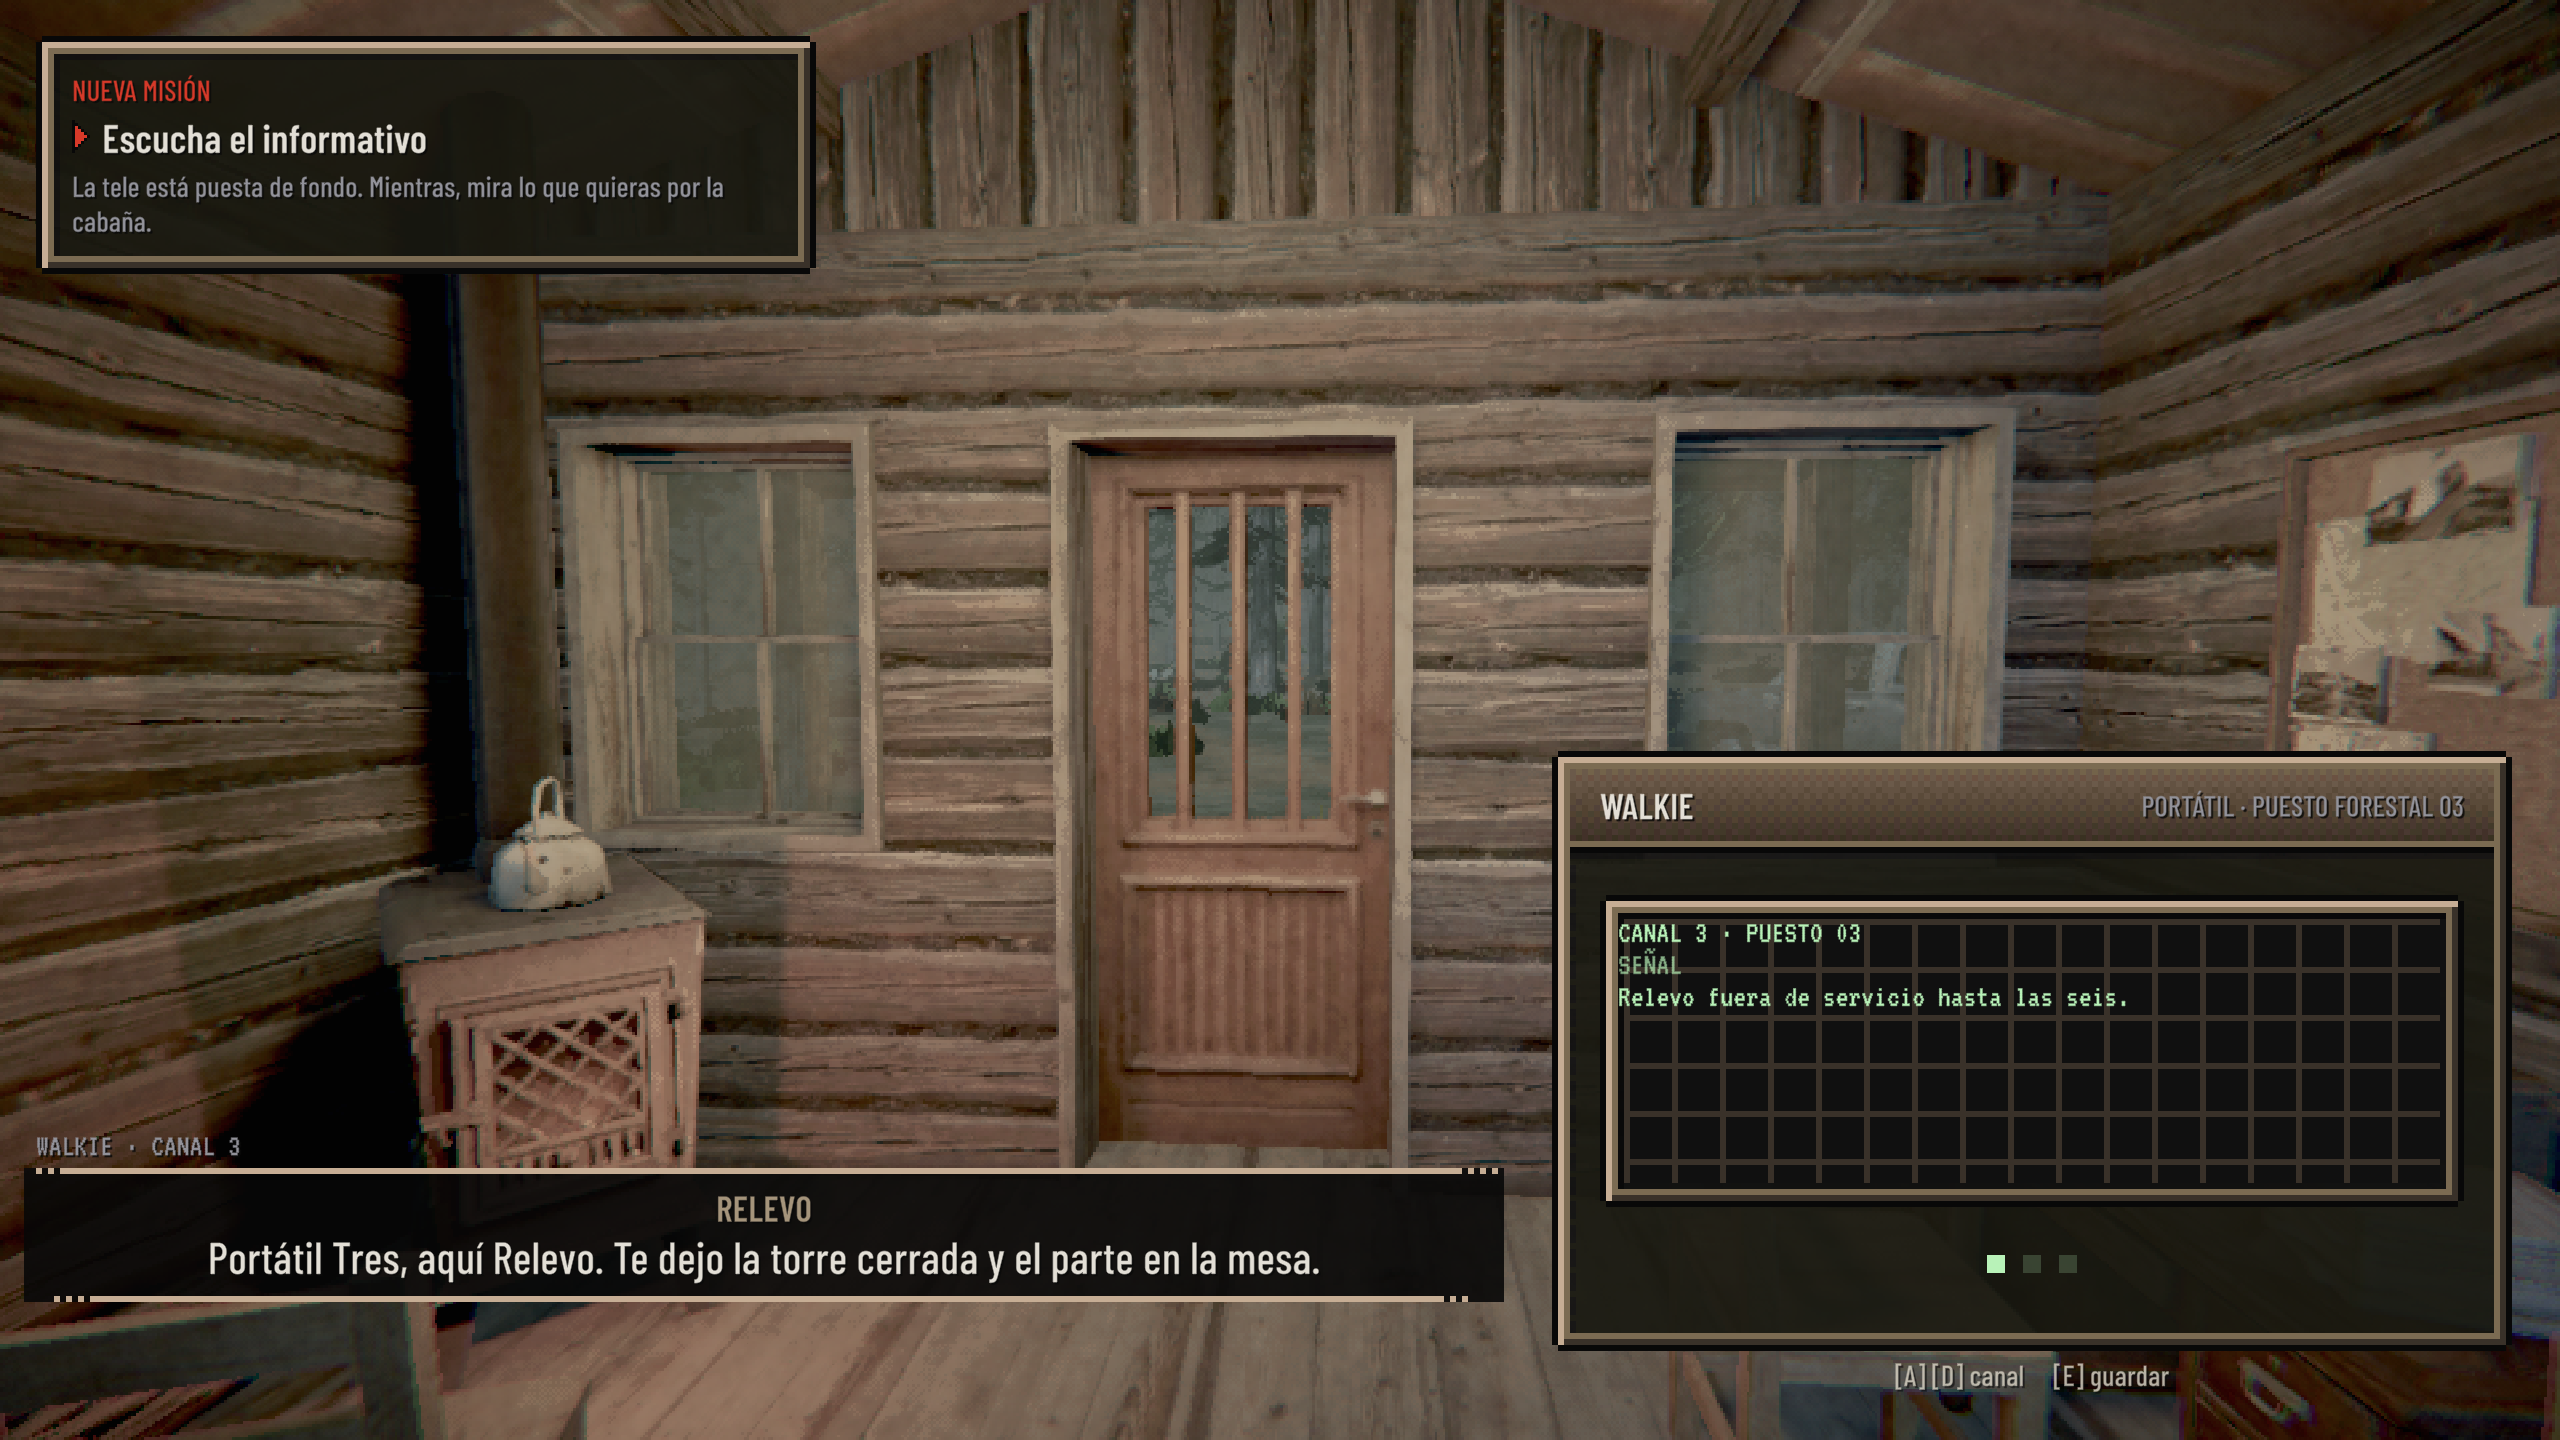 NUEVA MISIÓN
Escucha el informativo
La tele está puesta de fondo. Mientras, mira lo que quieras por la
cabaña.
WALKIE
PORTÁTIL · PUESTO FORESTAL 03
CANAL 3 · PUESTO 03
SEÑAL
Relevo fuera de servicio hasta las seis.
WALKIE · CANAL 3
RELEVO
Portátil Tres, aquí Relevo. Te dejo la torre cerrada y el parte en la mesa.
[A][D] canal [E] guardar